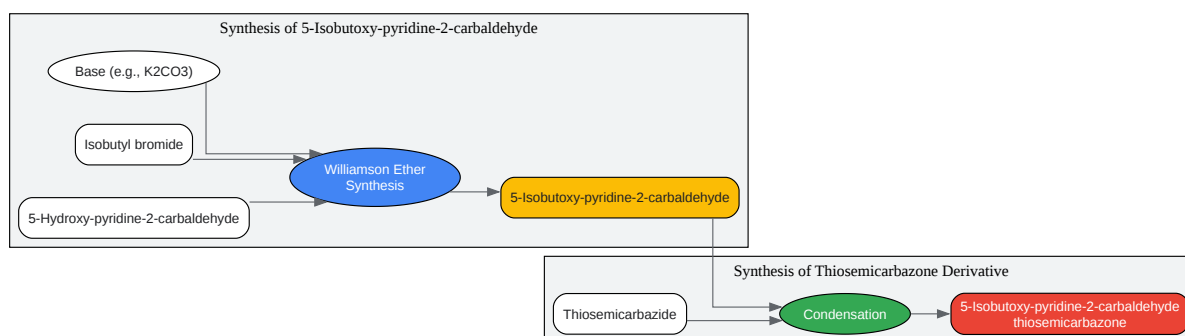 Synthesis of 5-Isobutoxy-pyridine-2-carbaldehyde
Base (e.g., K2CO3)
Isobutyl bromide
Williamson Ether
Synthesis
5-Hydroxy-pyridine-2-carbaldehyde
5-Isobutoxy-pyridine-2-carbaldehyde
Synthesis of Thiosemicarbazone Derivative
Thiosemicarbazide
Condensation
5-Isobutoxy-pyridine-2-carbaldehyde
thiosemicarbazone